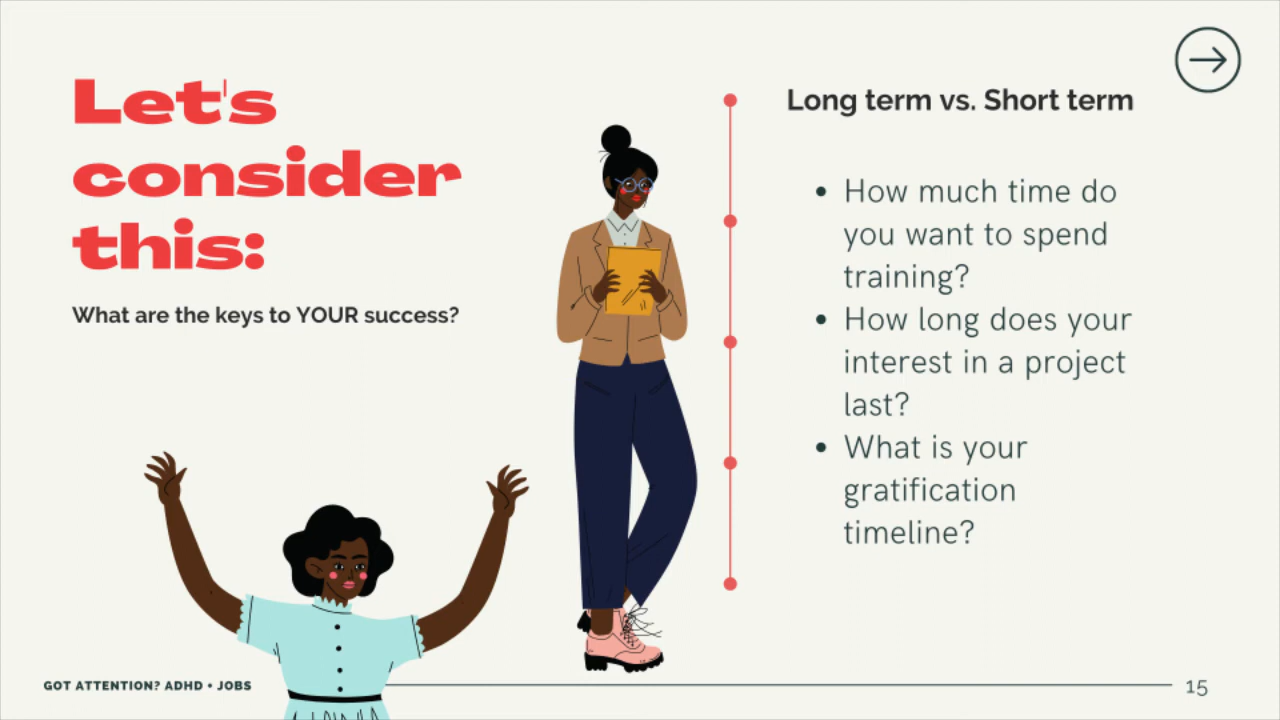 Let's
consider
this:
What are the keys to YOUR success?
Long term vs. Short term
• How much time do
you want to spend
training?
• How long does your
interest in a project
last?
• What is your
gratification
timeline?
GOT ATTENTION? ADHD • JOBS
15